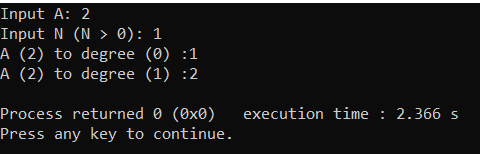 Input A: 2
Input N (N > 0): 1
A (2) to degree (0) :1
A (2) to degree (1) :2
Process returned 0 (0x0)   execution time : 2.366 s
Press any key to continue.